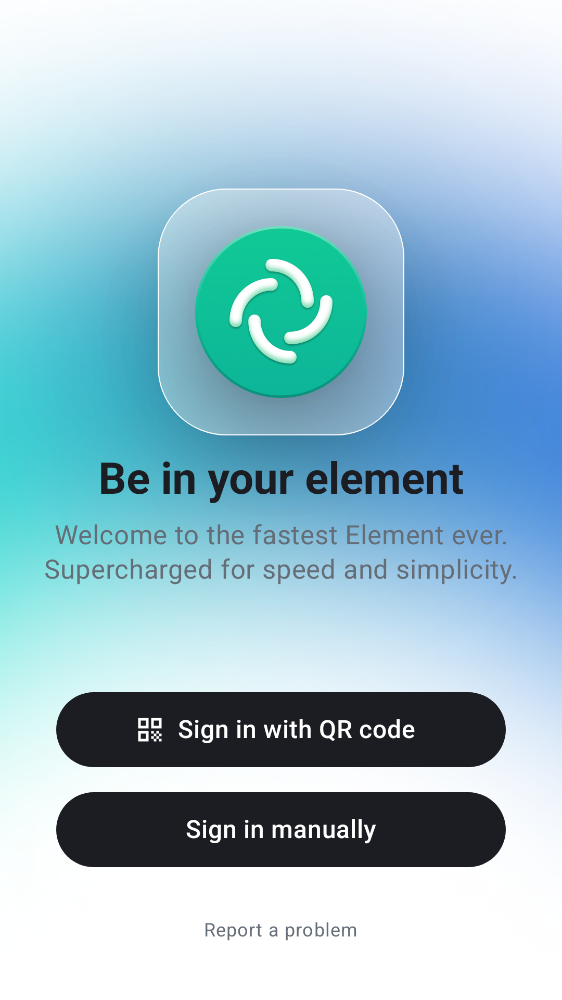 Be in your element
Welcome to the fastest Element ever.
Supercharged for speed and simplicity.
Sign in with QR code
Sign in manually
Report a problem